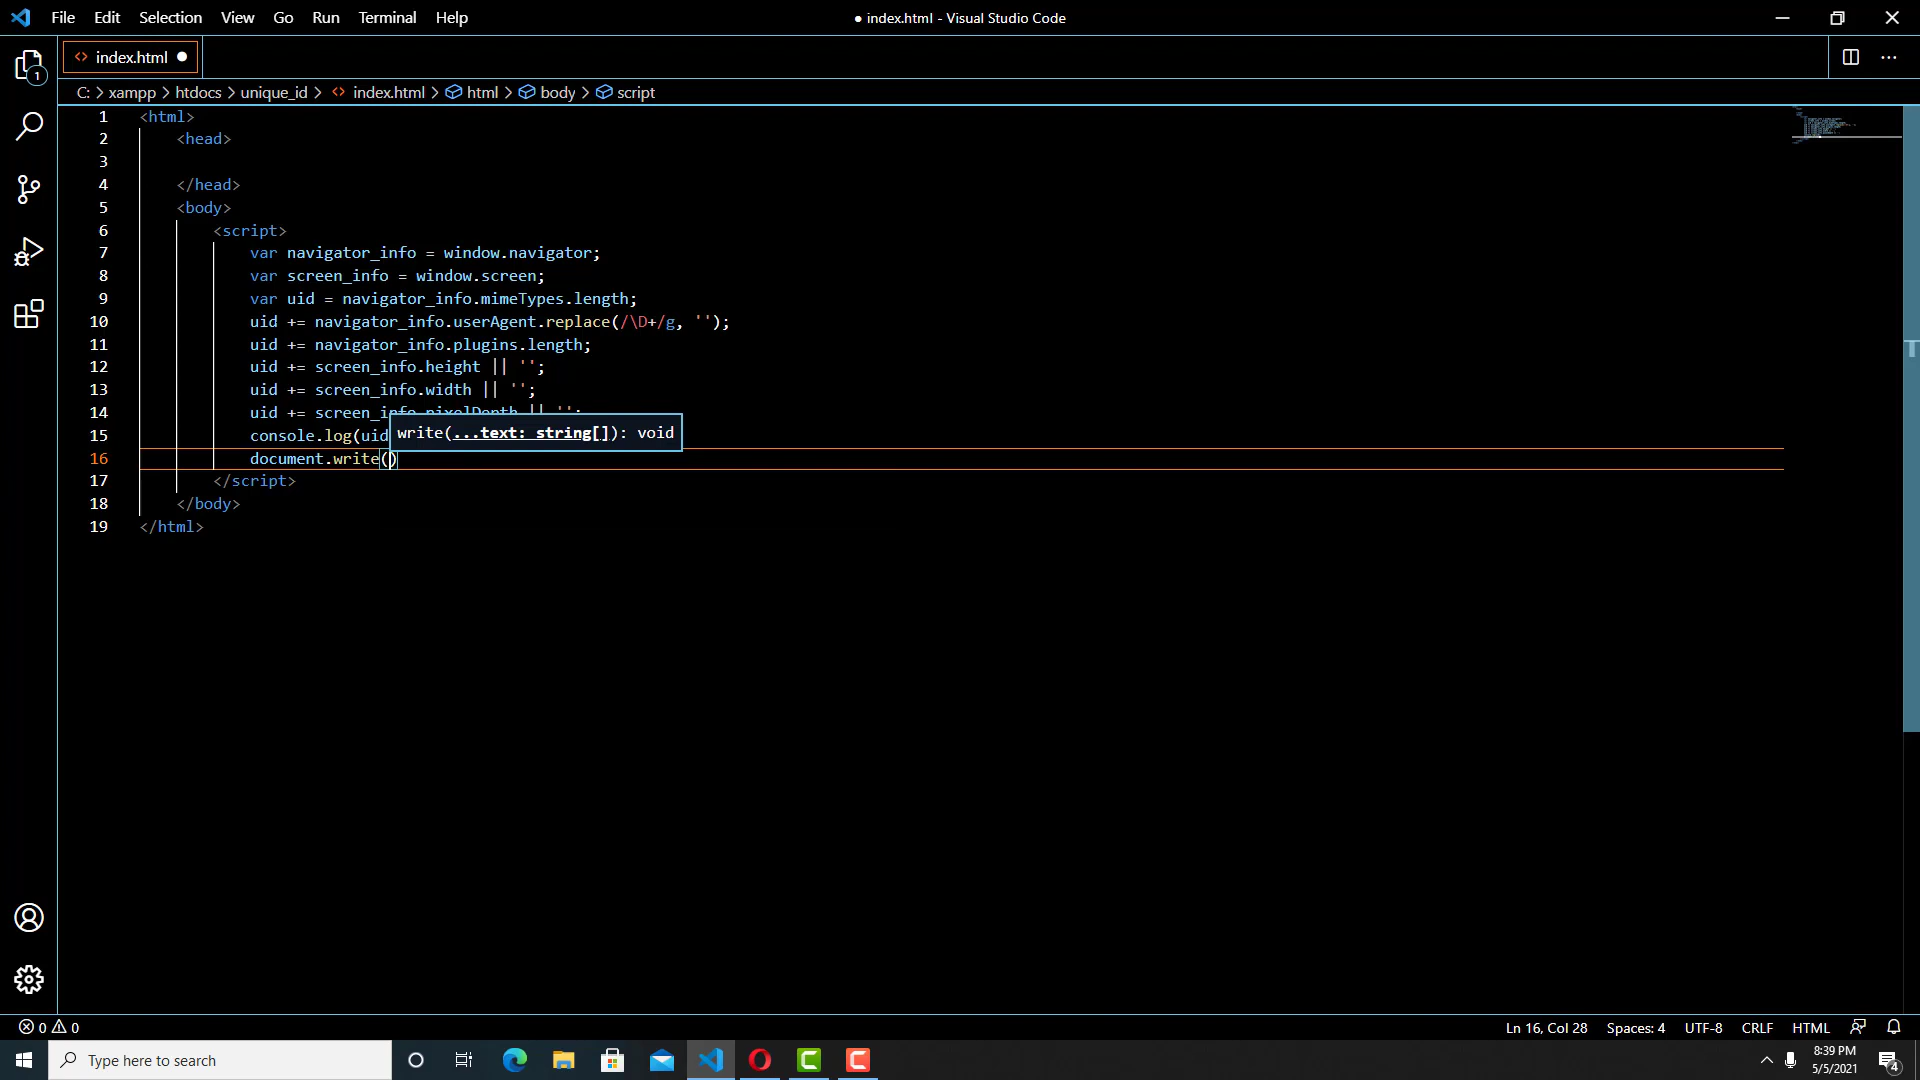 File Edit Selection View Go Run Terminal Help
● index.html - Visual Studio Code
index.html
1
C: > xampp > htdocs > unique_id > index.html > html > body > script
1 <html>
2 <head>
3
4 </head>
5 <body>
6 <script>
7 var navigator_info = window.navigator;
8 var screen_info = window.screen;
9 var uid = navigator_info.mimeTypes.length;
10 uid += navigator_info.userAgent.replace(/\D+/g, '');
11 uid += navigator_info.plugins.length;
12 uid += screen_info.height || '';
13 uid += screen_info.width || '';
14 uid += screen_info.pixelDepth || '';
write(...text: string[]): void
15 console.log(uid
16 document.write()
17 </script>
18 </body>
19 </html>
0 0
Ln 16, Col 28 Spaces: 4 UTF-8 CRLF HTML
Type here to search
8:39 PM
5/5/2021
4